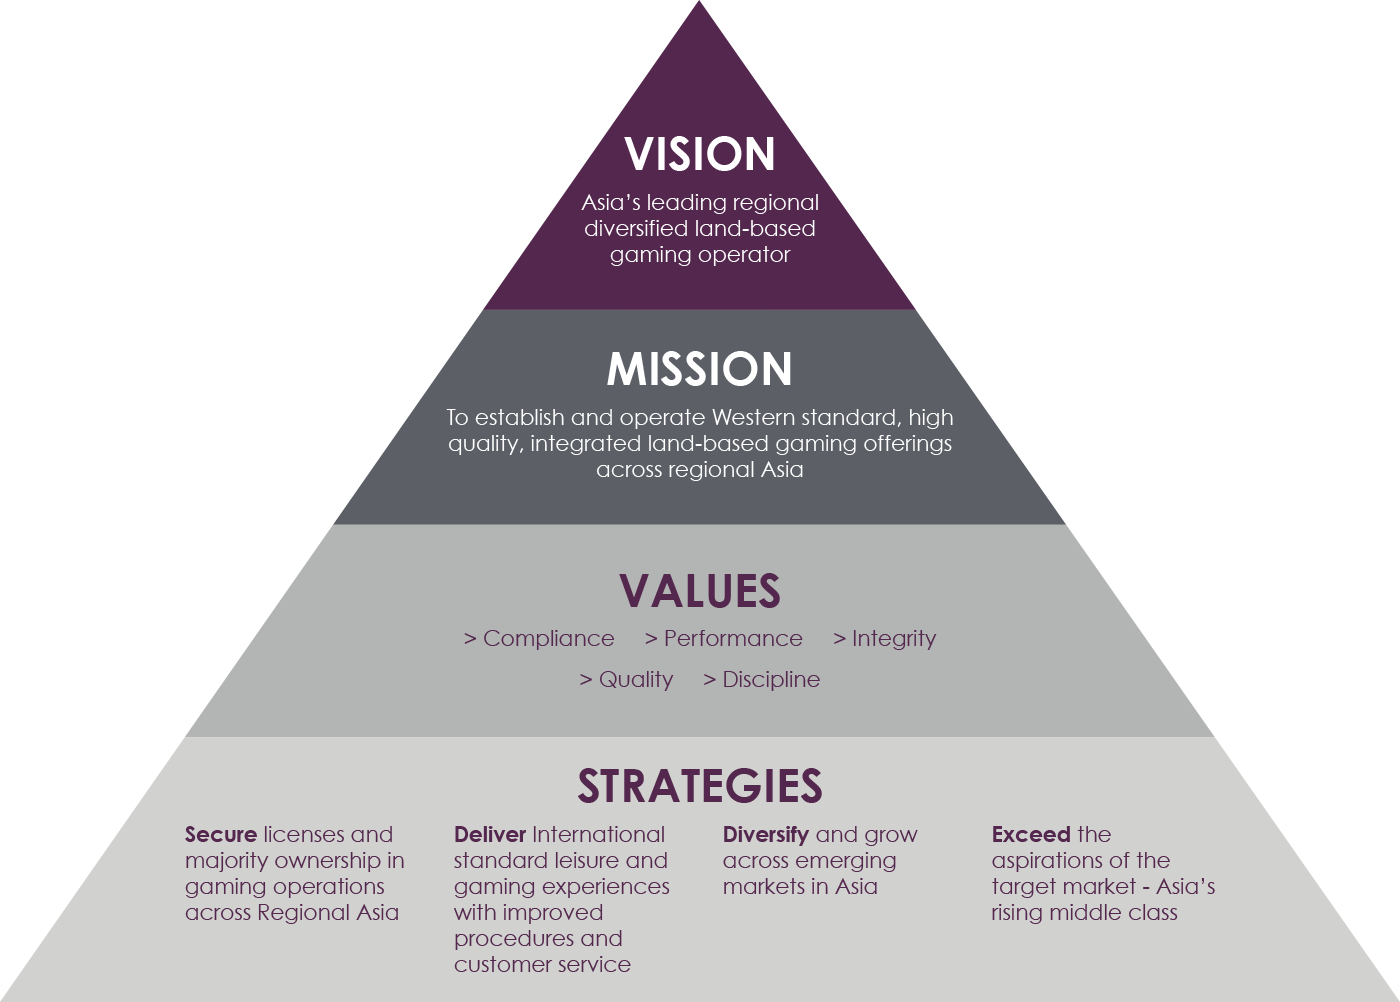 VISION
Asia’s leading regional
diversified land-based
gaming operator
MISSION
To establish and operate Western standard, high
quality, integrated land-based gaming offerings
across regional Asia
VALUES
> Compliance > Performance > Integrity
> Quality > Discipline
STRATEGIES
Secure licenses and
majority ownership in
gaming operations
across Regional Asia
Deliver International
standard leisure and
gaming experiences
with improved
procedures and
customer service
Diversify and grow
across emerging
markets in Asia
Exceed the
aspirations of the
target market - Asia’s
rising middle class